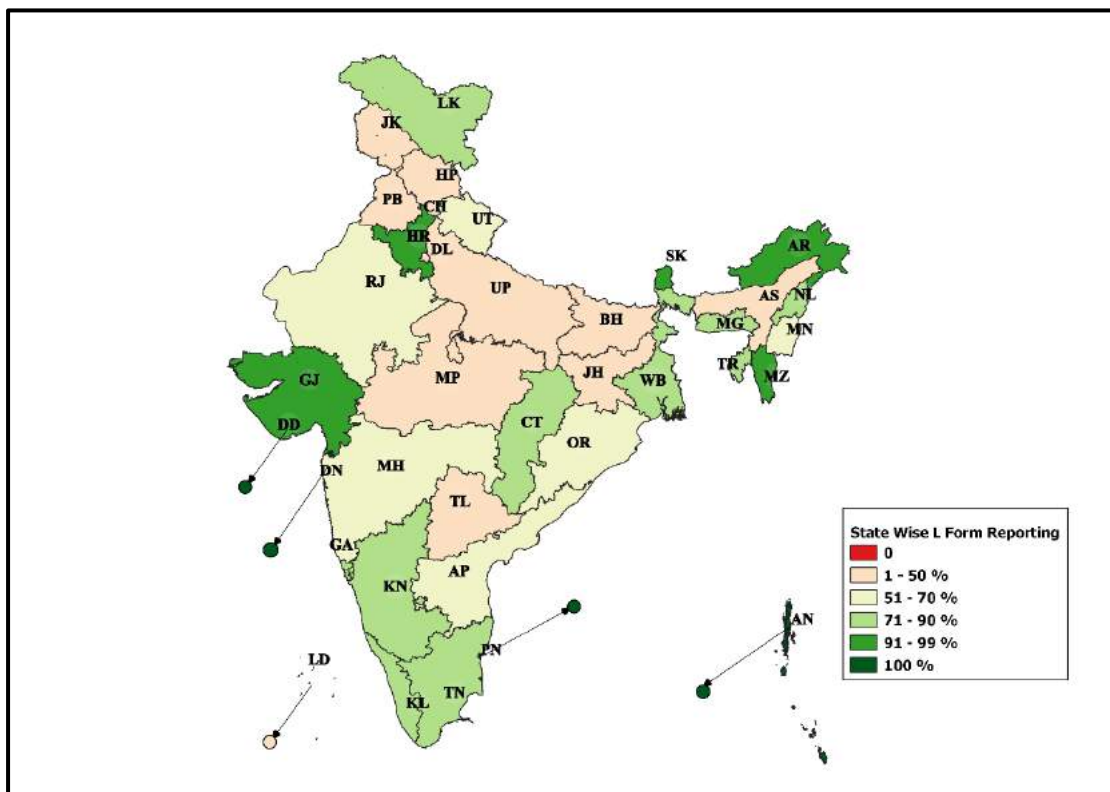 LK
JK
HP
PB
CH
UT
HR
DL
SK
AR
RJ
UP
AS
NL
BH
MG
MN
GJ
MP
JH
WB
TR
MZ
DD
CT
OR
MH
DN
TL
GA
AP
KN
AN
PN
LD
KL
TN
State Wise L Form Reporting
0
1 - 50 %
51 - 70 %
71 - 90 %
91 - 99 %
100 %